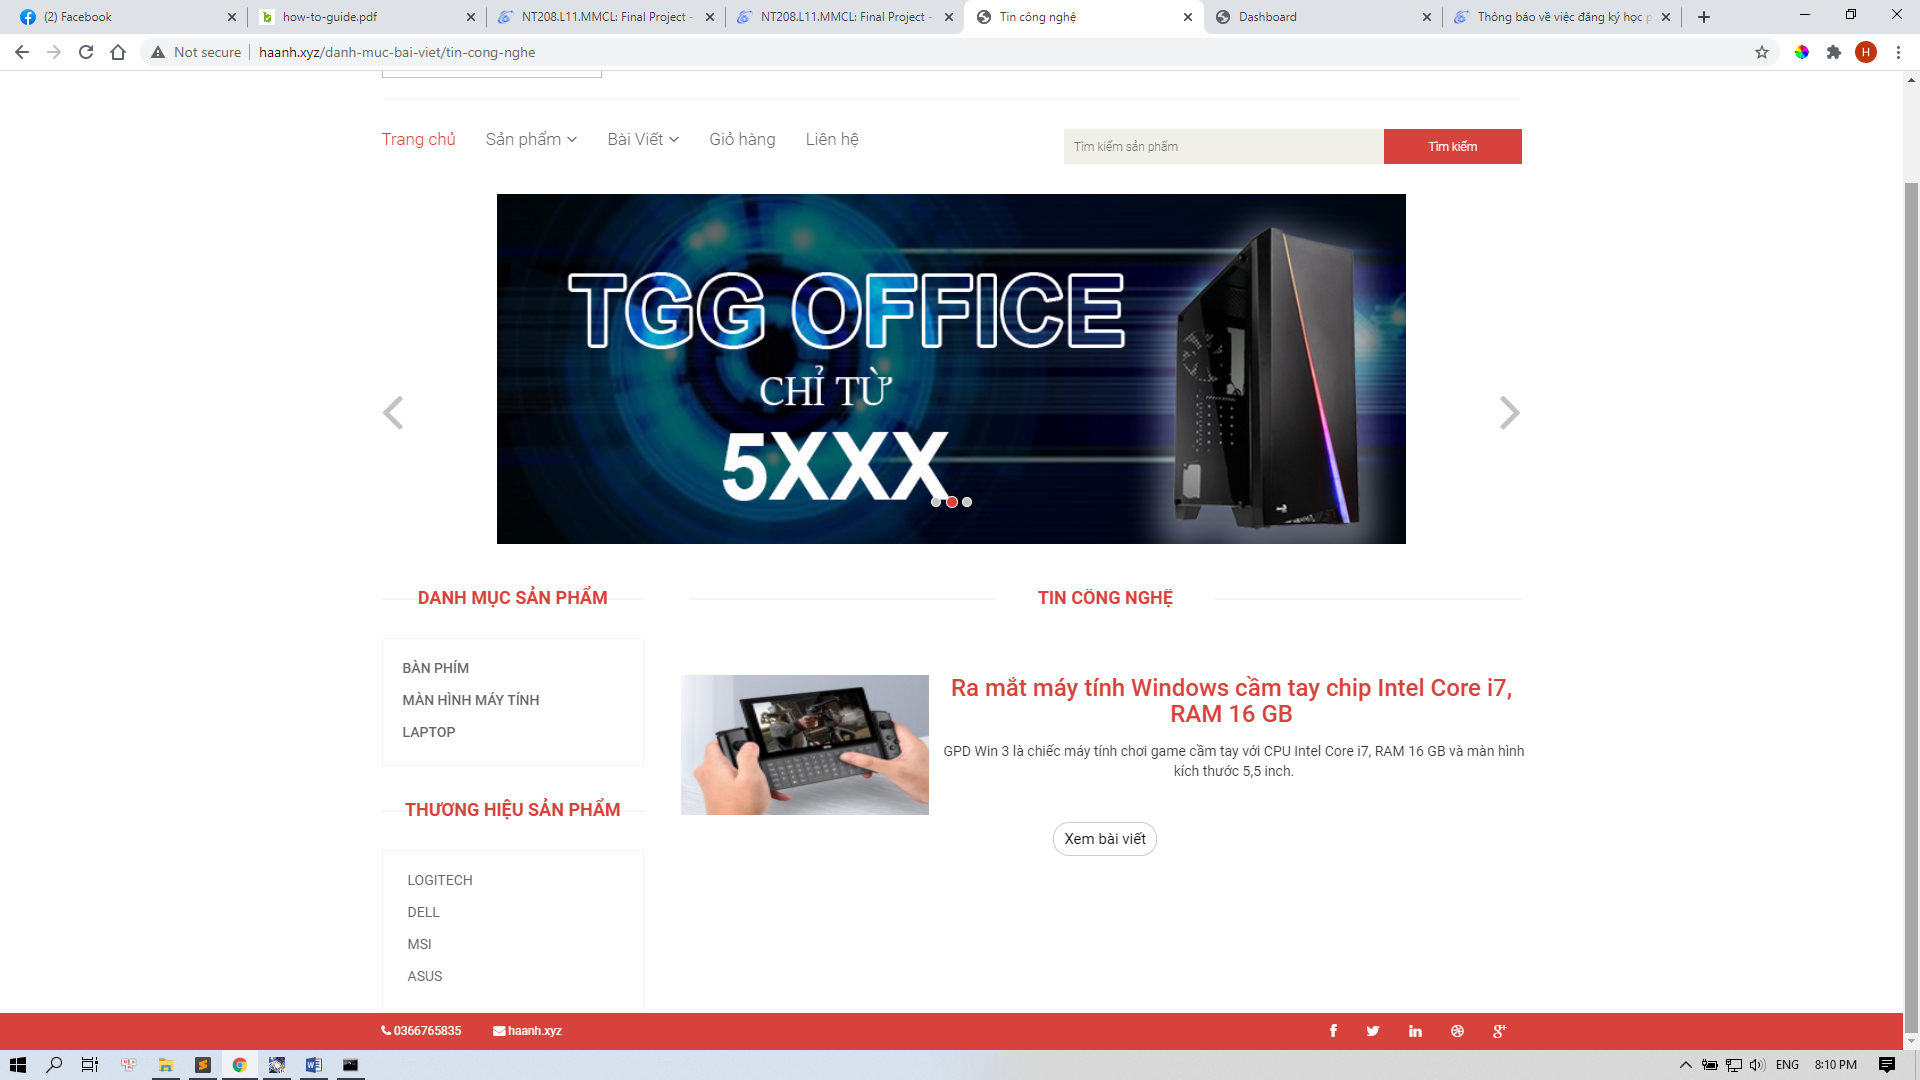 (2) Facebook
how-to-guide.pdf
NT208.L11.MMCL: Final Project -
NT208.L11.MMCL: Final Project -
Tin công nghệ
Dashboard
Thông báo về việc đăng ký học p
Not secure
haanh.xyz/danh-muc-bai-viet/tin-cong-nghe
H
Trang chủ
Sản phẩm
Bài Viết
Giỏ hàng
Liên hệ
Tìm kiếm sản phẩm
Tìm kiếm
TGG OFFICE
CHỈ TỪ
5XXX
DANH MỤC SẢN PHẨM
TIN CÔNG NGHỆ
BÀN PHÍM
MÀN HÌNH MÁY TÍNH
LAPTOP
Ra mắt máy tính Windows cầm tay chip Intel Core i7,
RAM 16 GB
GPD Win 3 là chiếc máy tính chơi game cầm tay với CPU Intel Core i7, RAM 16 GB và màn hình
kích thước 5,5 inch.
Xem bài viết
THƯƠNG HIỆU SẢN PHẨM
LOGITECH
DELL
MSI
ASUS
0366765835
haanh.xyz
ENG
8:10 PM